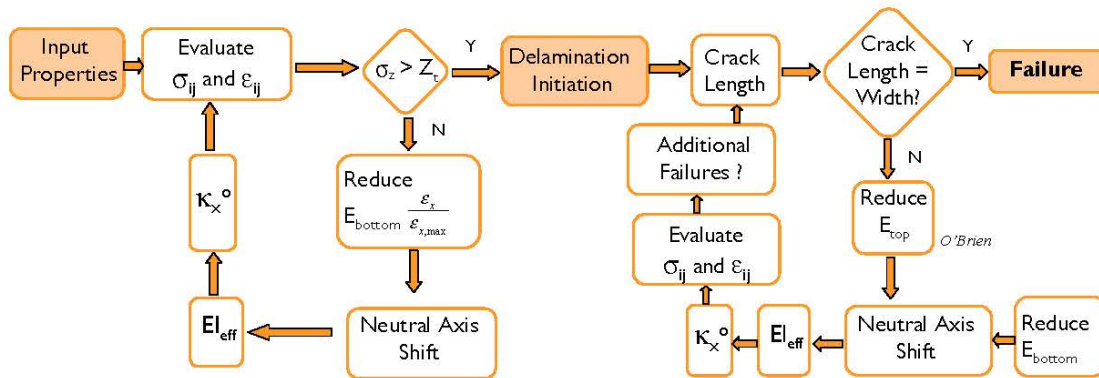 Input
Properties
Evaluate
σij and εij
σz > Zt
Y
N
Delamination
Initiation
Crack
Length
Crack
Length =
Width?
Y
N
Failure
Reduce
Ebottom εx / εx,max
Neutral Axis
Shift
EIeff
κx°
Additional
Failures ?
Evaluate
σij and εij
κx°
EIeff
Reduce
Etop
O'Brien
Neutral Axis
Shift
Reduce
Ebottom